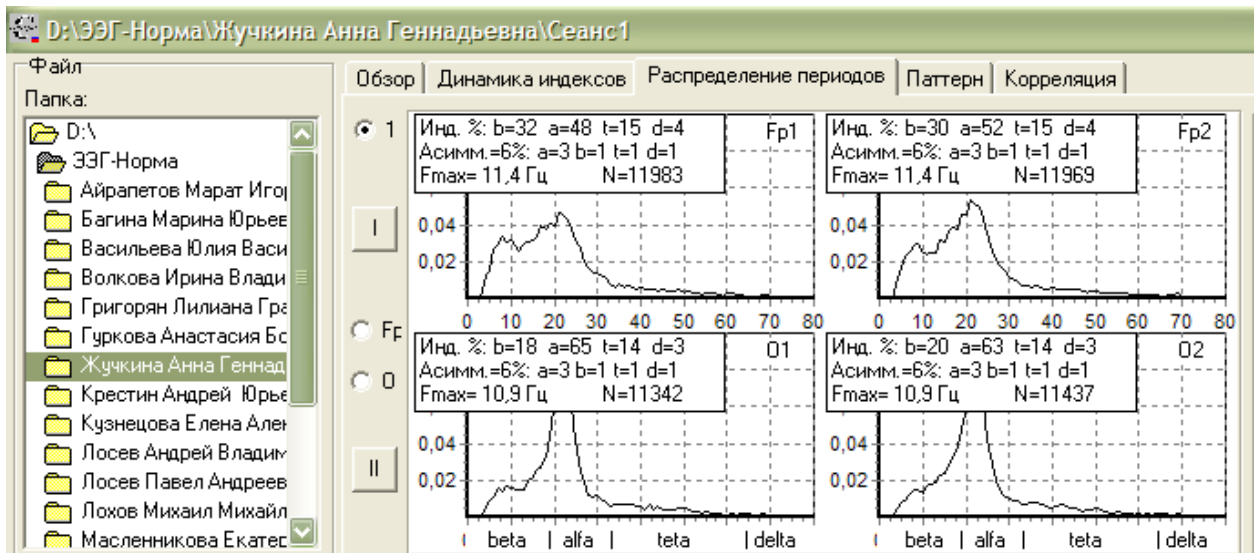 D:\ЭЭГ-Норма\Жучкина Анна Геннадьевна\Сеанс1
Файл
Папка:
D:\
ЭЭГ-Норма
Айрапетов Марат Иго
Багина Марина Юрьев
Васильева Юлия Васи
Волкова Ирина Влади
Григорян Лилиана Гра
Гуркова Анастасия Бо
Жучкина Анна Геннад
Крестин Андрей Юрье
Кузнецова Елена Алек
Лосев Андрей Владим
Лосев Павел Андреев
Лохов Михаил Михайл
Масленникова Екатер
Обзор Динамика индексов Распределение периодов Паттерн Корреляция
1
I
Fp
O
II
Инд. %: b=32 a=48 t=15 d=4 Fp1
Асимм.=6%: a=3 b=1 t=1 d=1
Fmax= 11,4 Гц N=11983
0,04
0,02
0 10 20 30 40 50 60 70 80
Инд. %: b=30 a=52 t=15 d=4 Fp2
Асимм.=6%: a=3 b=1 t=1 d=1
Fmax= 11,4 Гц N=11969
0,04
0,02
0 10 20 30 40 50 60 70 80
Инд. %: b=18 a=65 t=14 d=3 O1
Асимм.=6%: a=3 b=1 t=1 d=1
Fmax= 10,9 Гц N=11342
0,04
0,02
beta | alfa | teta | delta
Инд. %: b=20 a=63 t=14 d=3 O2
Асимм.=6%: a=3 b=1 t=1 d=1
Fmax= 10,9 Гц N=11437
0,04
0,02
beta | alfa | teta | delta